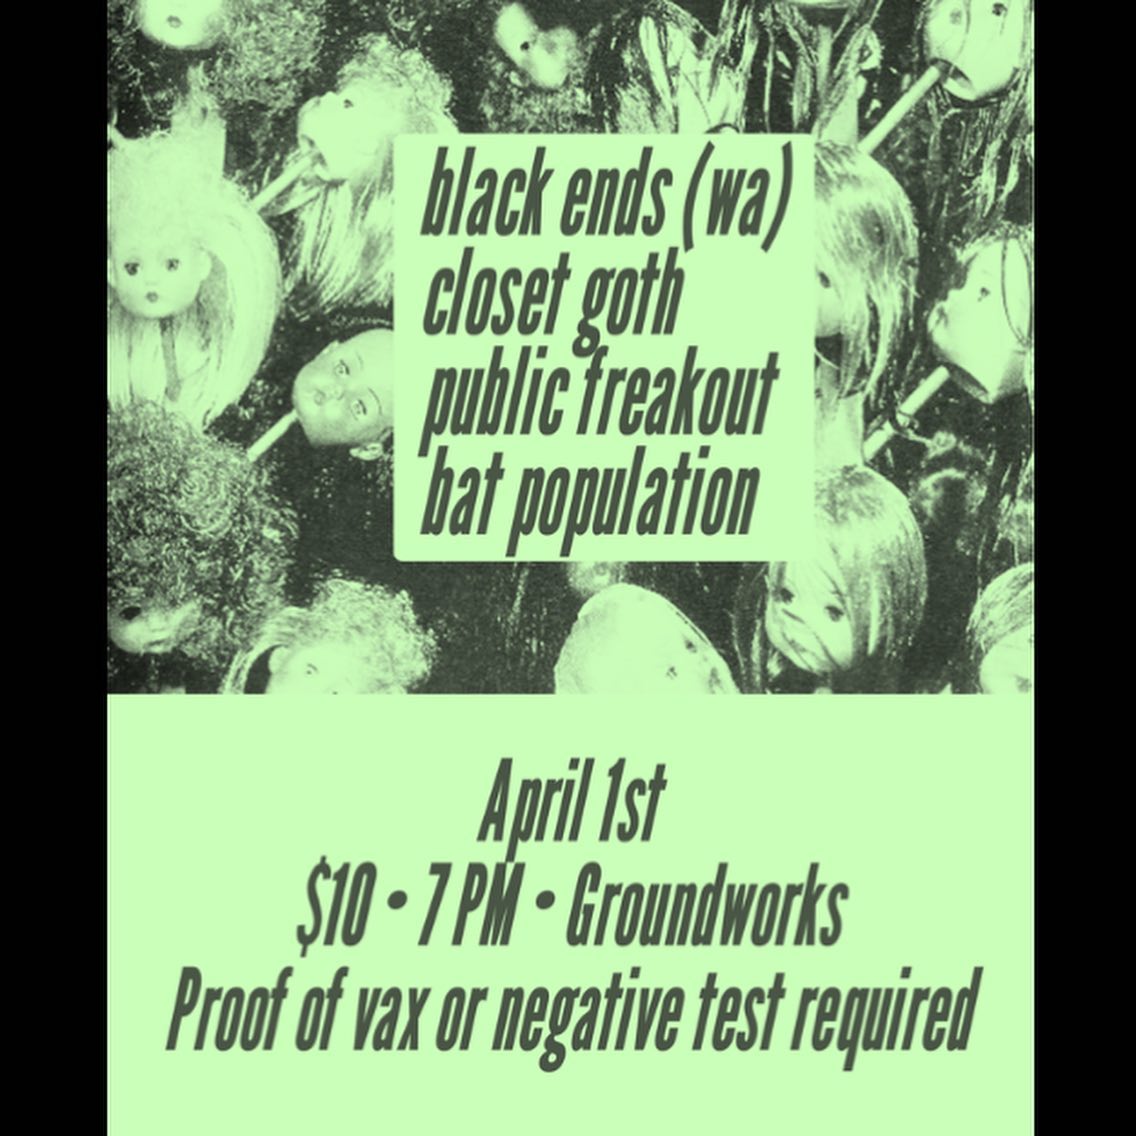 black ends (wa)
closet goth
public freakout
bat population
April 1st
$10 • 7 PM • Groundworks
Proof of vax or negative test required